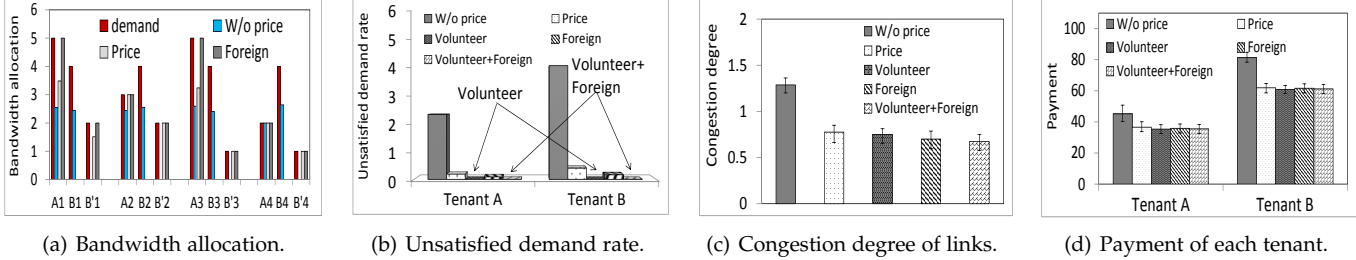 Bandwidth allocation
6
5
4
3
2
1
0
demand
W/o price
Price
Foreign
A1 B1 B'1 A2 B2 B'2 A3 B3 B'3 A4 B4 B'4
(a) Bandwidth allocation.
Unsatisfied demand rate
6
5
4
3
2
1
0
W/o price
Price
Volunteer
Foreign
Volunteer+Foreign
Volunteer
Volunteer+
Foreign
Tenant A
Tenant B
(b) Unsatisfied demand rate.
Congestion degree
2
1.5
1
0.5
0
W/o price
Price
Volunteer
Foreign
Volunteer+Foreign
(c) Congestion degree of links.
Payment
100
80
60
40
20
0
W/o price
Price
Volunteer
Foreign
Volunteer+Foreign
Tenant A
Tenant B
(d) Payment of each tenant.